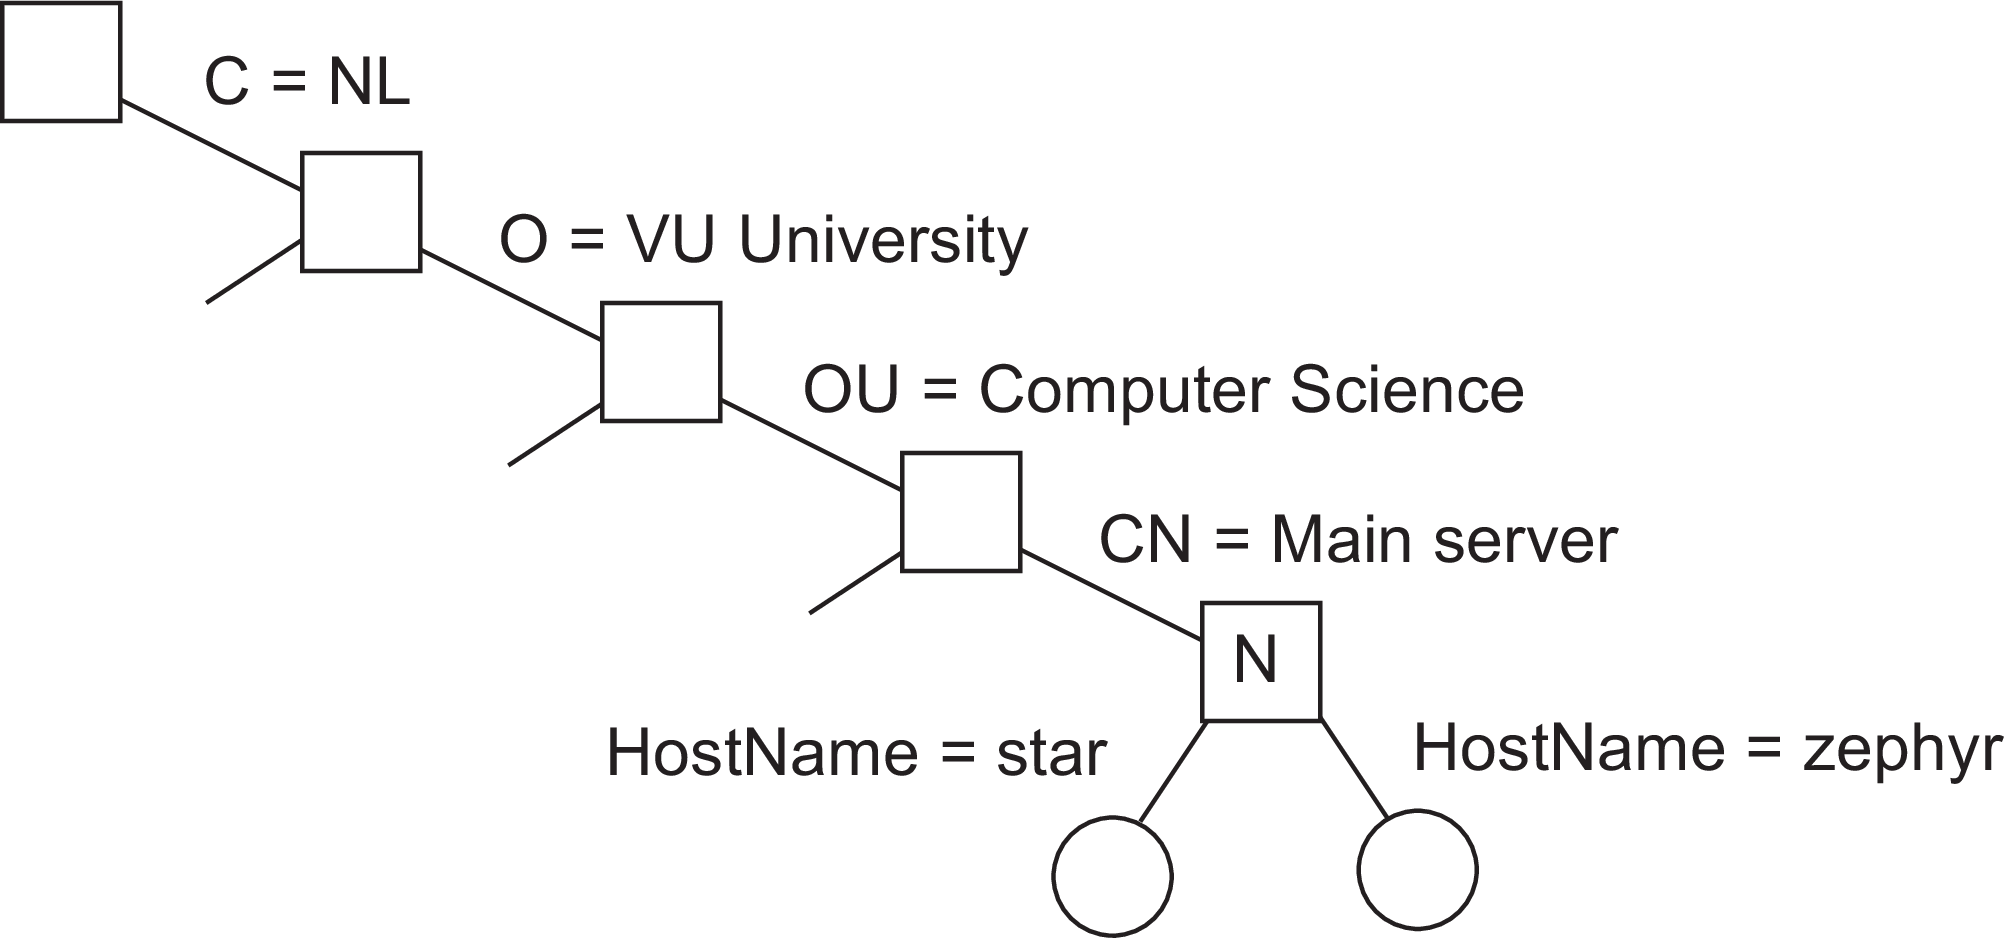 C = NL
O = VU University
OU = Computer Science
CN = Main server
N
HostName = star
HostName = zephyr